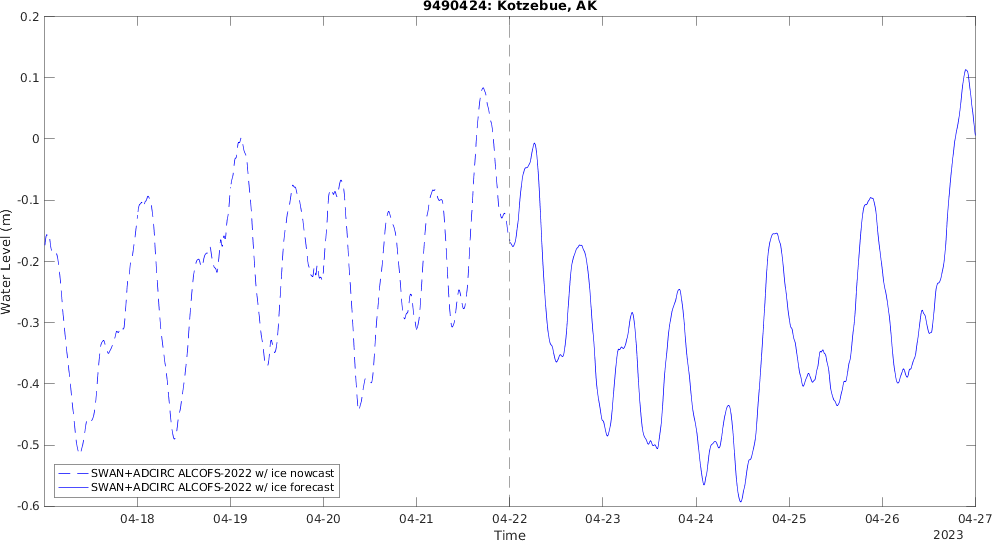 9490424: Kotzebue, AK
0.2
0.1
0
-0.1
-0.2
-0.3
-0.4
-0.5
-0.6
Water Level (m)
SWAN+ADCIRC ALCOFS-2022 w/ ice nowcast
SWAN+ADCIRC ALCOFS-2022 w/ ice forecast
04-18 04-19 04-20 04-21 04-22 04-23 04-24 04-25 04-26 04-27
Time
2023